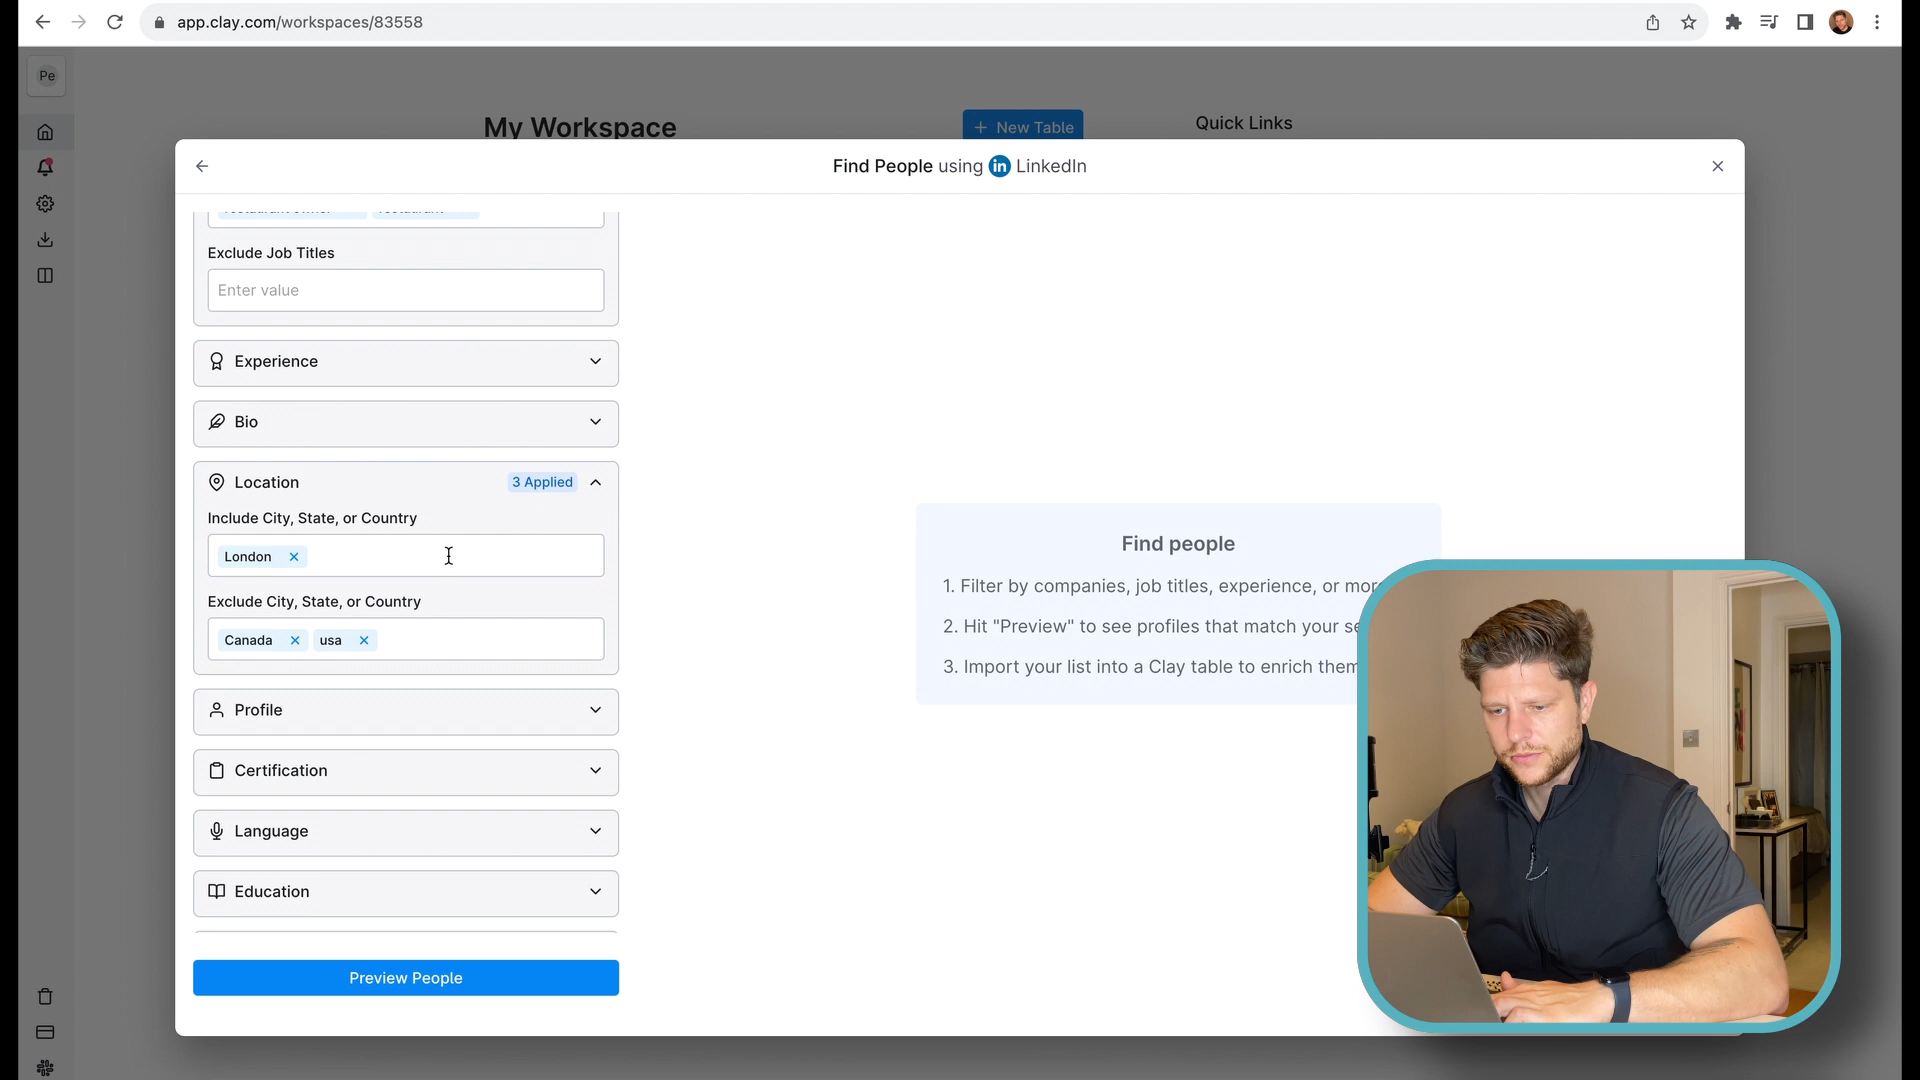 app.clay.com/workspaces/83558
Pe
My Workspace
+ New Table
Quick Links
Find People using in LinkedIn
Exclude Job Titles
Enter value
Experience
Bio
Location
3 Applied
Include City, State, or Country
London
Exclude City, State, or Country
Canada
usa
Profile
Certification
Language
Education
Preview People
Find people
1. Filter by companies, job titles, experience, or
2. Hit "Preview" to see profiles that match your
3. Import your list into a Clay table to enrich them